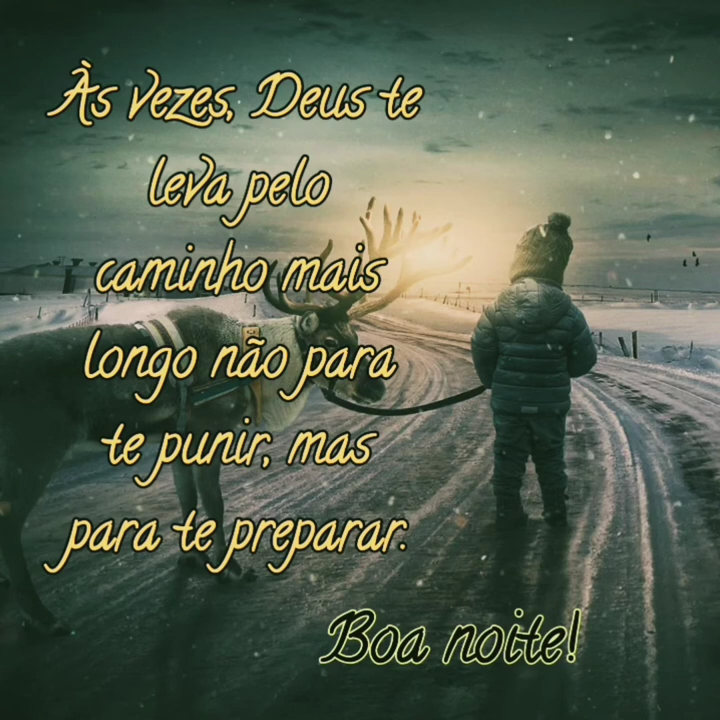 Às vezes, Deus te
leva pelo
caminho mais
longo não para
te punir, mas
para te preparar.
Boa noite!